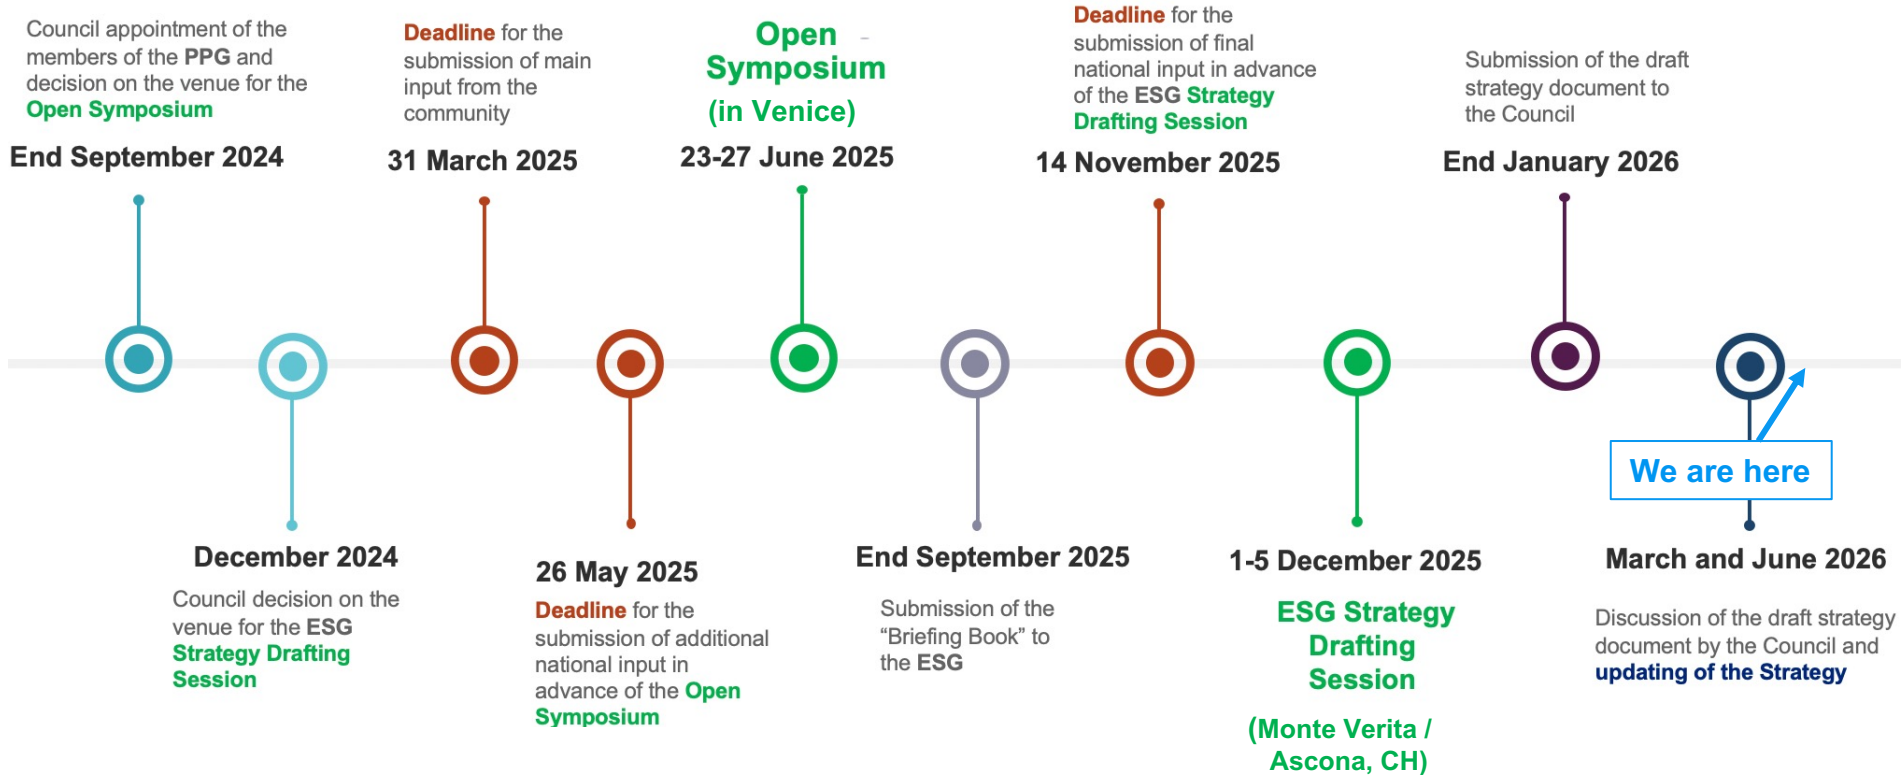 Council appointment of the
members of the PPG and
decision on the venue for the
Open Symposium
End September 2024
Deadline for the
submission of main
input from the
community
31 March 2025
Open
Symposium
(in Venice)
23-27 June 2025
Deadline for the
submission of final
national input in advance
of the ESG Strategy
Drafting Session
14 November 2025
Submission of the draft
strategy document to
the Council
End January 2026
We are here
December 2024
Council decision on the
venue for the ESG
Strategy Drafting
Session
26 May 2025
Deadline for the
submission of additional
national input in
advance of the Open
Symposium
End September 2025
Submission of the
“Briefing Book” to
the ESG
1-5 December 2025
ESG Strategy
Drafting
Session
(Monte Verita /
Ascona, CH)
March and June 2026
Discussion of the draft strategy
document by the Council and
updating of the Strategy